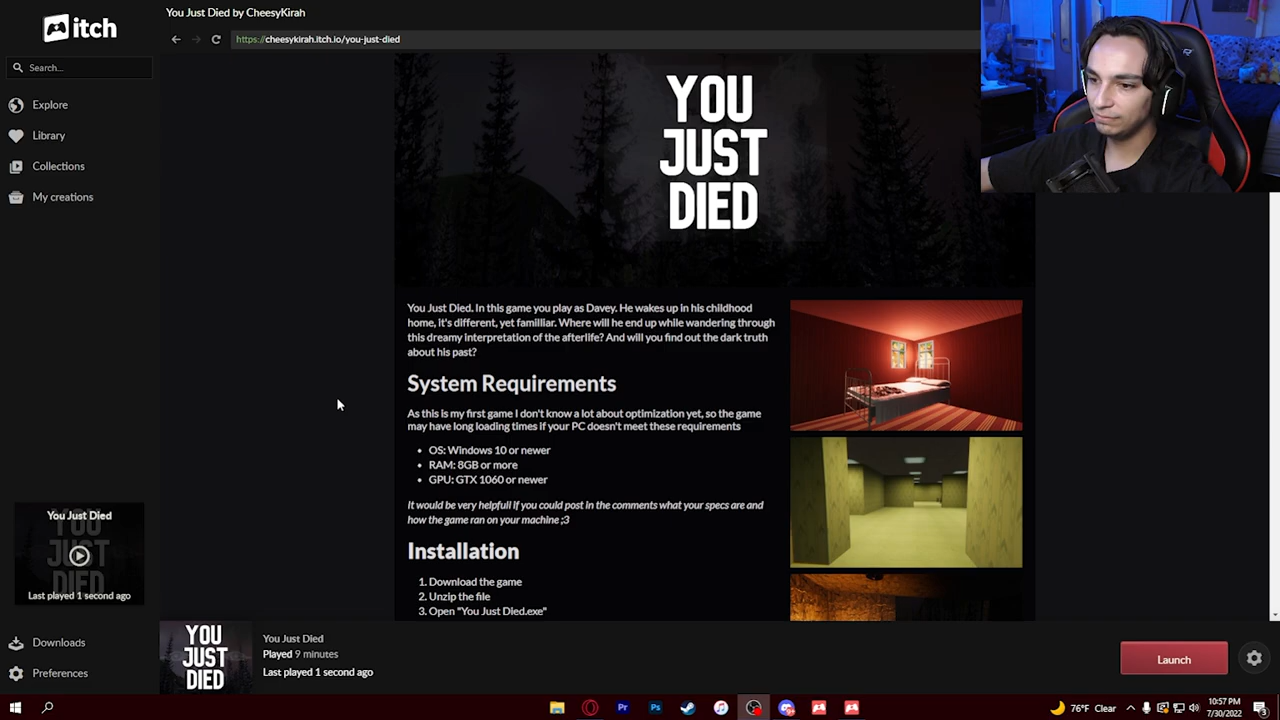 You Just Died by CheesyKirah
itch
https://cheesykirah.itch.io/you-just-died
Search...
Explore
Library
Collections
My creations
YOU
JUST
DIED
You Just Died. In this game you play as Davey. He wakes up in his childhood
home, it's different, yet familliar. Where will he end up while wandering through
this dreamy interpretation of the afterlife? And will you find out the dark truth
about his past?
System Requirements
As this is my first game I don't know a lot about optimization yet, so the game
may have long loading times if your PC doesn't meet these requirements
• OS: Windows 10 or newer
• RAM: 8GB or more
• GPU: GTX 1060 or newer
It would be very helpfull if you could post in the comments what your specs are and
how the game ran on your machine ;3
Installation
1. Download the game
2. Unzip the file
3. Open "You Just Died.exe"
You Just Died
YOU
JUST
DIED
Last played 1 second ago
Downloads
Preferences
YOU
JUST
DIED
You Just Died
Played 9 minutes
Last played 1 second ago
Launch
Pr
Ps
76°F Clear
10:57 PM
7/30/2022
3